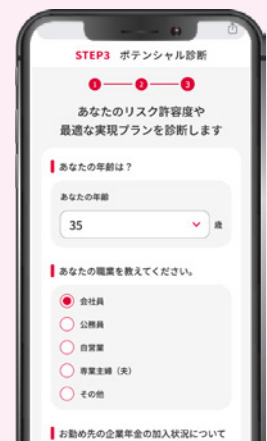 STEP3 ポテンシャル診断
1 2 3
あなたのリスク許容度や
最適な実現プランを診断します
あなたの年齢は？
あなたの年齢
35 歳
あなたの職業を教えてください。
会社員
公務員
自営業
専業主婦（夫）
その他
お勤め先の企業年金の加入状況について